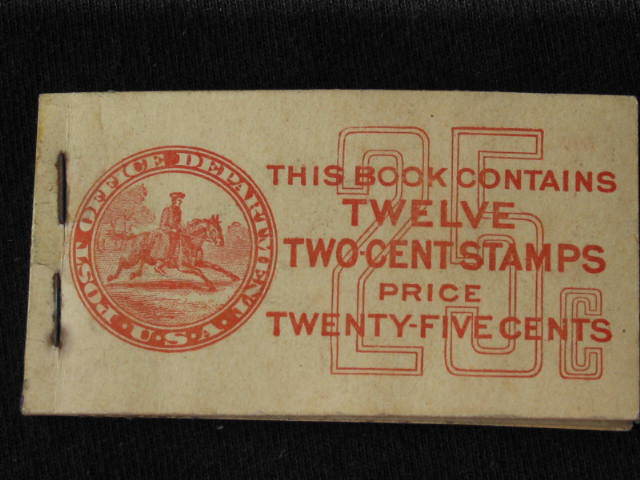 POST OFFICE DEPARTMENT
U.S.A.
THIS BOOK CONTAINS
TWELVE
TWO-CENT STAMPS
PRICE
TWENTY-FIVE CENTS
25c